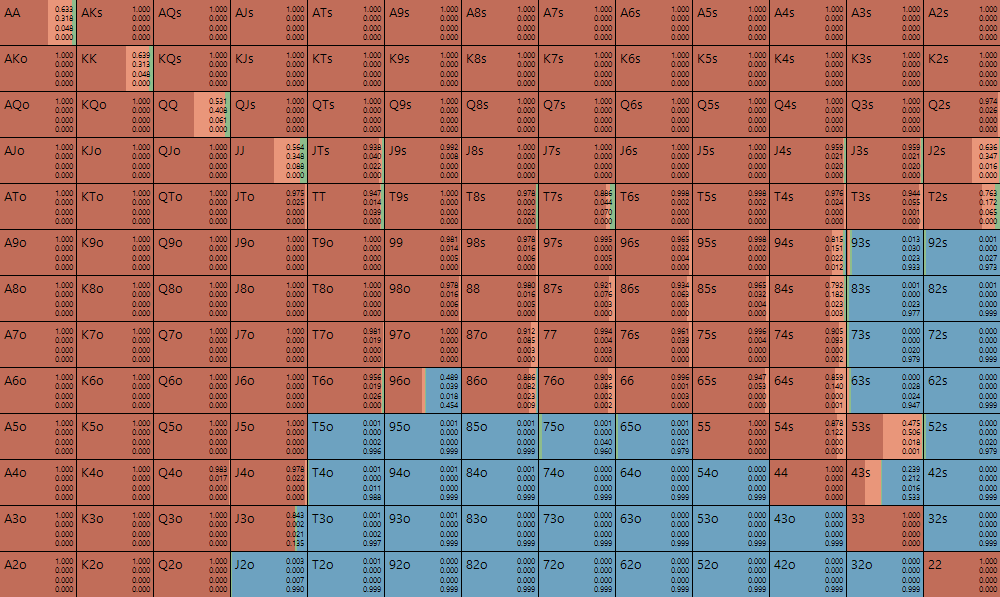 AA 0.633 AKs 1.000 AQs 1.000 AJs 1.000 ATs 1.000 A9s 1.000 A8s 1.000 A7s 1.000 A6s 1.000 A5s 1.000 A4s 1.000 A3s 1.000 A2s 1.000
0.318 0.000 0.000 0.000 0.000 0.000 0.000 0.000 0.000 0.000 0.000 0.000 0.000
0.048 0.000 0.000 0.000 0.000 0.000 0.000 0.000 0.000 0.000 0.000 0.000 0.000
0.000 0.000 0.000 0.000 0.000 0.000 0.000 0.000 0.000 0.000 0.000 0.000 0.000
AKo 1.000 KK 0.639 KQs 1.000 KJs 1.000 KTs 1.000 K9s 1.000 K8s 1.000 K7s 1.000 K6s 1.000 K5s 1.000 K4s 1.000 K3s 1.000 K2s 1.000
0.000 0.313 0.000 0.000 0.000 0.000 0.000 0.000 0.000 0.000 0.000 0.000 0.000
0.000 0.048 0.000 0.000 0.000 0.000 0.000 0.000 0.000 0.000 0.000 0.000 0.000
0.000 0.000 0.000 0.000 0.000 0.000 0.000 0.000 0.000 0.000 0.000 0.000 0.000
AQo 1.000 KQo 1.000 QQ 0.531 QJs 1.000 QTs 1.000 Q9s 1.000 Q8s 1.000 Q7s 1.000 Q6s 1.000 Q5s 1.000 Q4s 1.000 Q3s 1.000 Q2s 0.974
0.000 0.000 0.408 0.000 0.000 0.000 0.000 0.000 0.000 0.000 0.000 0.000 0.026
0.000 0.000 0.061 0.000 0.000 0.000 0.000 0.000 0.000 0.000 0.000 0.000 0.000
0.000 0.000 0.000 0.000 0.000 0.000 0.000 0.000 0.000 0.000 0.000 0.000 0.000
AJo 1.000 KJo 1.000 QJo 1.000 JJ 0.564 JTs 0.938 J9s 0.992 J8s 1.000 J7s 1.000 J6s 1.000 J5s 1.000 J4s 0.959 J3s 0.959 J2s 0.636
0.000 0.000 0.000 0.348 0.040 0.008 0.000 0.000 0.000 0.000 0.021 0.021 0.347
0.000 0.000 0.000 0.088 0.022 0.000 0.000 0.000 0.000 0.000 0.020 0.020 0.016
0.000 0.000 0.000 0.000 0.000 0.000 0.000 0.000 0.000 0.000 0.000 0.000 0.000
ATo 1.000 KTo 1.000 QTo 1.000 JTo 0.975 TT 0.947 T9s 1.000 T8s 0.978 T7s 0.886 T6s 0.998 T5s 0.998 T4s 0.976 T3s 0.944 T2s 0.763
0.000 0.000 0.000 0.025 0.014 0.000 0.000 0.044 0.002 0.002 0.024 0.055 0.172
0.000 0.000 0.000 0.000 0.039 0.000 0.022 0.070 0.000 0.000 0.000 0.001 0.065
0.000 0.000 0.000 0.000 0.000 0.000 0.000 0.000 0.000 0.000 0.000 0.000 0.000
A9o 1.000 K9o 1.000 Q9o 1.000 J9o 1.000 T9o 1.000 99 0.981 98s 0.978 97s 0.995 96s 0.965 95s 0.998 94s 0.815 93s 0.013 92s 0.001
0.000 0.000 0.000 0.000 0.000 0.014 0.016 0.005 0.032 0.002 0.151 0.030 0.000
0.000 0.000 0.000 0.000 0.000 0.005 0.006 0.000 0.004 0.000 0.022 0.023 0.027
0.000 0.000 0.000 0.000 0.000 0.000 0.000 0.000 0.000 0.000 0.012 0.933 0.973
A8o 1.000 K8o 1.000 Q8o 1.000 J8o 1.000 T8o 1.000 98o 0.978 88 0.980 87s 0.921 86s 0.934 85s 0.965 84s 0.792 83s 0.001 82s 0.001
0.000 0.000 0.000 0.000 0.000 0.016 0.016 0.076 0.063 0.032 0.182 0.000 0.000
0.000 0.000 0.000 0.000 0.000 0.006 0.005 0.003 0.003 0.004 0.023 0.023 0.000
0.000 0.000 0.000 0.000 0.000 0.000 0.000 0.000 0.000 0.000 0.003 0.977 0.999
A7o 1.000 K7o 1.000 Q7o 1.000 J7o 1.000 T7o 0.981 97o 1.000 87o 0.912 77 0.994 76s 0.961 75s 0.996 74s 0.905 73s 0.000 72s 0.000
0.000 0.000 0.000 0.000 0.019 0.000 0.085 0.004 0.039 0.004 0.093 0.000 0.000
0.000 0.000 0.000 0.000 0.000 0.000 0.003 0.003 0.000 0.000 0.002 0.020 0.000
0.000 0.000 0.000 0.000 0.000 0.000 0.000 0.000 0.000 0.000 0.000 0.979 0.999
A6o 1.000 K6o 1.000 Q6o 1.000 J6o 1.000 T6o 0.956 96o 0.489 86o 0.886 76o 0.909 66 0.996 65s 0.947 64s 0.859 63s 0.000 62s 0.000
0.000 0.000 0.000 0.000 0.019 0.039 0.082 0.086 0.003 0.053 0.140 0.000 0.000
0.000 0.000 0.000 0.000 0.026 0.018 0.023 0.002 0.001 0.000 0.000 0.028 0.000
0.000 0.000 0.000 0.000 0.000 0.454 0.009 0.002 0.000 0.000 0.001 0.947 0.999
A5o 1.000 K5o 1.000 Q5o 1.000 J5o 1.000 T5o 0.001 95o 0.001 85o 0.001 75o 0.001 65o 0.001 55 1.000 54s 0.878 53s 0.475 52s 0.000
0.000 0.000 0.000 0.000 0.000 0.000 0.000 0.000 0.000 0.000 0.122 0.506 0.000
0.000 0.000 0.000 0.000 0.002 0.000 0.000 0.040 0.021 0.000 0.000 0.018 0.020
0.000 0.000 0.000 0.000 0.996 0.999 0.999 0.960 0.979 0.000 0.000 0.001 0.979
A4o 1.000 K4o 1.000 Q4o 0.983 J4o 0.978 T4o 0.001 94o 0.001 84o 0.001 74o 0.000 64o 0.000 54o 0.000 44 1.000 43s 0.239 42s 0.000
0.000 0.000 0.017 0.022 0.000 0.000 0.000 0.000 0.000 0.000 0.000 0.212 0.000
0.000 0.000 0.000 0.000 0.011 0.000 0.000 0.000 0.000 0.000 0.000 0.016 0.000
0.000 0.000 0.000 0.000 0.988 0.999 0.999 0.999 0.999 0.999 0.000 0.533 0.999
A3o 1.000 K3o 1.000 Q3o 1.000 J3o 0.843 T3o 0.001 93o 0.001 83o 0.000 73o 0.000 63o 0.000 53o 0.000 43o 0.000 33 1.000 32s 0.000
0.000 0.000 0.000 0.002 0.000 0.000 0.000 0.000 0.000 0.000 0.000 0.000 0.000
0.000 0.000 0.000 0.021 0.002 0.000 0.000 0.000 0.000 0.000 0.000 0.000 0.000
0.000 0.000 0.000 0.135 0.997 0.999 0.999 0.999 0.999 0.999 0.999 0.000 0.999
A2o 1.000 K2o 1.000 Q2o 1.000 J2o 0.003 T2o 0.001 92o 0.000 82o 0.000 72o 0.000 62o 0.000 52o 0.000 42o 0.000 32o 0.000 22 1.000
0.000 0.000 0.000 0.000 0.000 0.000 0.000 0.000 0.000 0.000 0.000 0.000 0.000
0.000 0.000 0.000 0.007 0.000 0.000 0.000 0.000 0.000 0.000 0.000 0.000 0.000
0.000 0.000 0.000 0.990 0.999 0.999 0.999 0.999 0.999 0.999 0.999 0.999 0.000